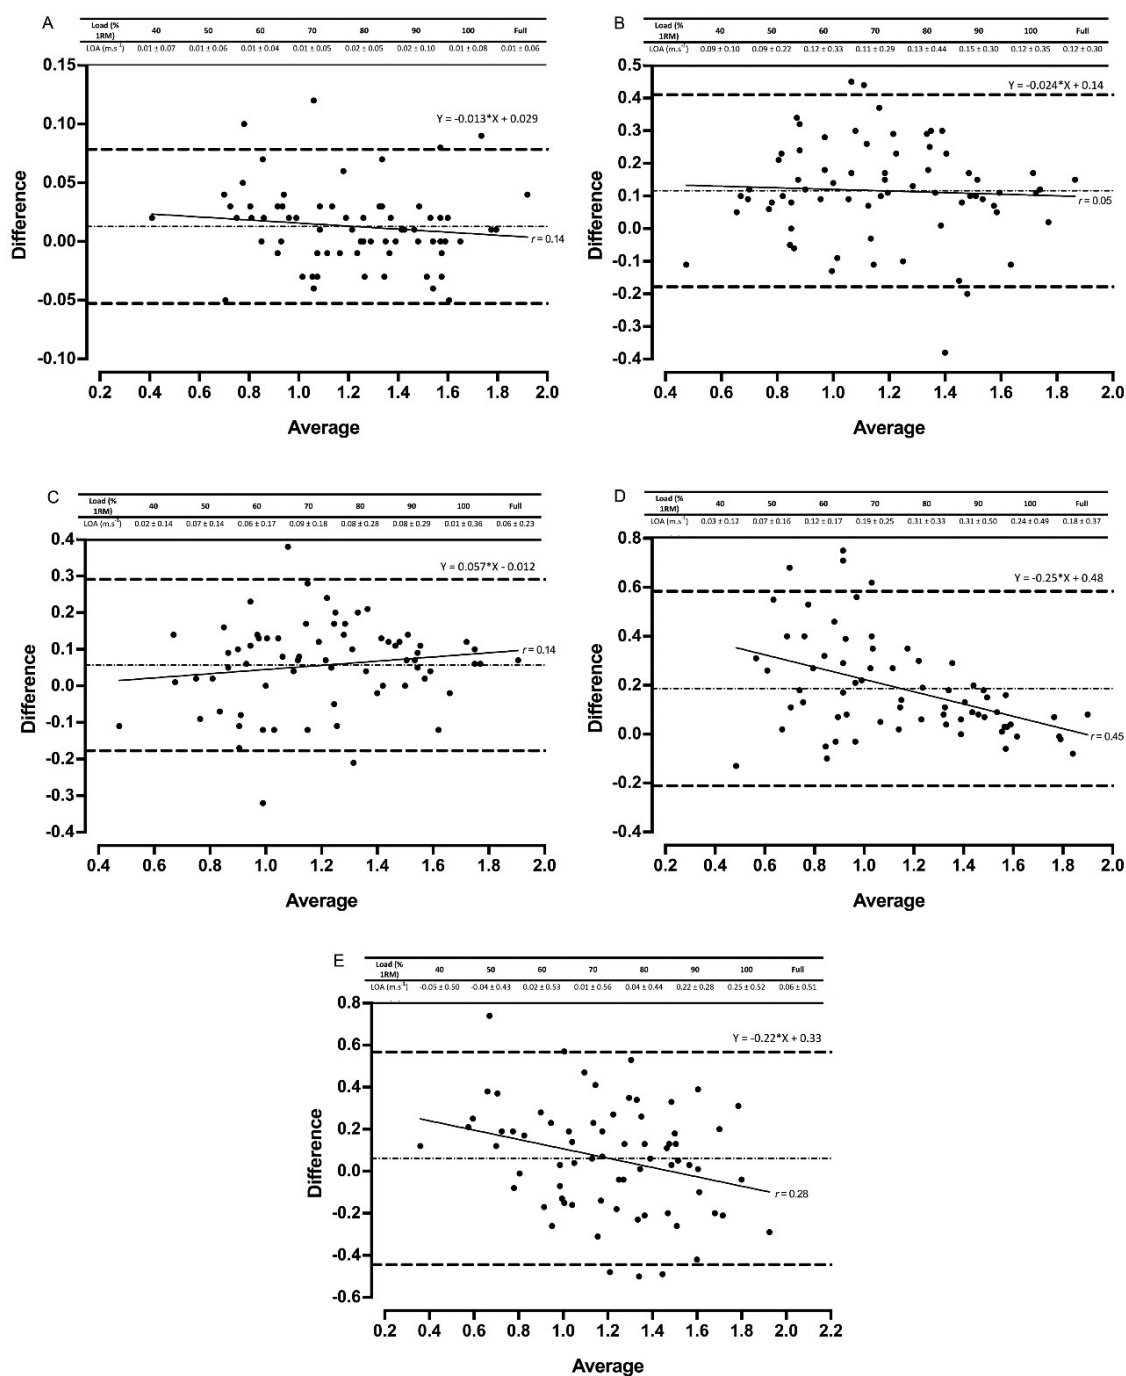 A
Load (% 1RM) 40 50 60 70 80 90 100 Full
LOA (m.s⁻¹) 0.01 ± 0.07 0.01 ± 0.06 0.01 ± 0.04 0.01 ± 0.05 0.02 ± 0.05 0.02 ± 0.10 0.01 ± 0.08 0.01 ± 0.06
0.15
Y = -0.013*X + 0.029
0.10
0.05
0.00
r = 0.14
-0.05
-0.10
Difference
0.2 0.4 0.6 0.8 1.0 1.2 1.4 1.6 1.8 2.0
Average
B
Load (% 1RM) 40 50 60 70 80 90 100 Full
LOA (m.s⁻¹) 0.09 ± 0.10 0.09 ± 0.22 0.12 ± 0.33 0.11 ± 0.29 0.13 ± 0.44 0.15 ± 0.30 0.12 ± 0.35 0.12 ± 0.30
0.5
Y = -0.024*X + 0.14
0.4
0.3
0.2
0.1
r = 0.05
0.0
-0.1
-0.2
-0.3
-0.4
Difference
0.4 0.6 0.8 1.0 1.2 1.4 1.6 1.8 2.0
Average
C
Load (% 1RM) 40 50 60 70 80 90 100 Full
LOA (m.s⁻¹) 0.02 ± 0.14 0.07 ± 0.14 0.06 ± 0.17 0.09 ± 0.18 0.08 ± 0.28 0.08 ± 0.29 0.01 ± 0.36 0.06 ± 0.23
0.4
Y = 0.057*X - 0.012
0.3
0.2
0.1
r = 0.14
0.0
-0.1
-0.2
-0.3
-0.4
Difference
0.4 0.6 0.8 1.0 1.2 1.4 1.6 1.8 2.0
Average
D
Load (% 1RM) 40 50 60 70 80 90 100 Full
LOA (m.s⁻¹) 0.03 ± 0.12 0.07 ± 0.16 0.12 ± 0.17 0.19 ± 0.25 0.31 ± 0.33 0.31 ± 0.50 0.24 ± 0.49 0.18 ± 0.37
0.8
Y = -0.25*X + 0.48
0.6
0.4
0.2
0.0
r = 0.45
-0.2
-0.4
Difference
0.2 0.4 0.6 0.8 1.0 1.2 1.4 1.6 1.8 2.0
Average
E
Load (% 1RM) 40 50 60 70 80 90 100 Full
LOA (m.s⁻¹) -0.05 ± 0.50 -0.04 ± 0.43 0.02 ± 0.53 0.01 ± 0.56 0.04 ± 0.44 0.22 ± 0.28 0.25 ± 0.52 0.06 ± 0.51
0.8
Y = -0.22*X + 0.33
0.6
0.4
0.2
0.0
r = 0.28
-0.2
-0.4
-0.6
Difference
0.2 0.4 0.6 0.8 1.0 1.2 1.4 1.6 1.8 2.0 2.2
Average